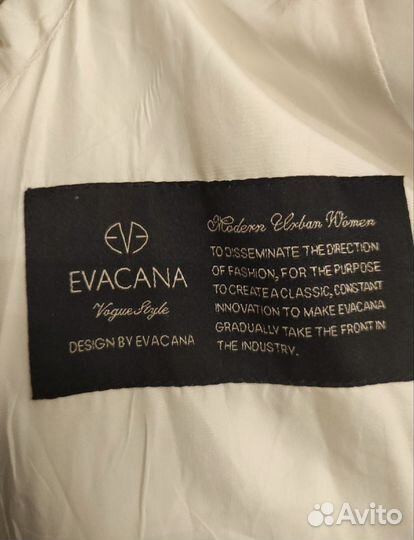 EVE
EVACANA
Vogue Style
DESIGN BY EVACANA
Modern Urban Women
TO DISSEMINATE THE DIRECTION
OF FASHION, FOR THE PURPOSE
TO CREATE A CLASSIC, CONSTANT
INNOVATION TO MAKE EVACANA
GRADUALLY TAKE THE FRONT IN
THE INDUSTRY.
Avito